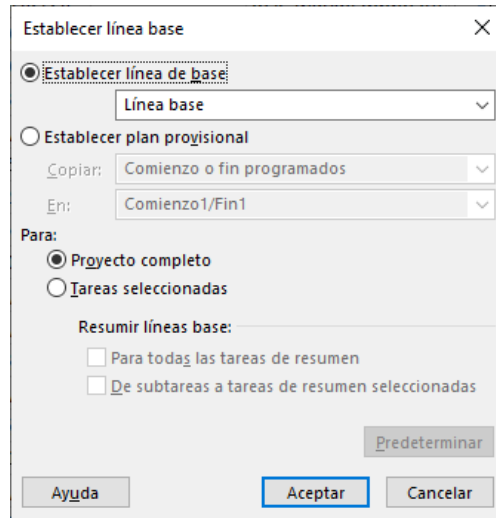 Establecer línea base
Establecer línea de base
Línea base
Establecer plan provisional
Copiar: Comienzo o fin programados
En: Comienzo1/Fin1
Para:
Proyecto completo
Tareas seleccionadas
Resumir líneas base:
Para todas las tareas de resumen
De subtareas a tareas de resumen seleccionadas
Predeterminar
Ayuda Aceptar Cancelar